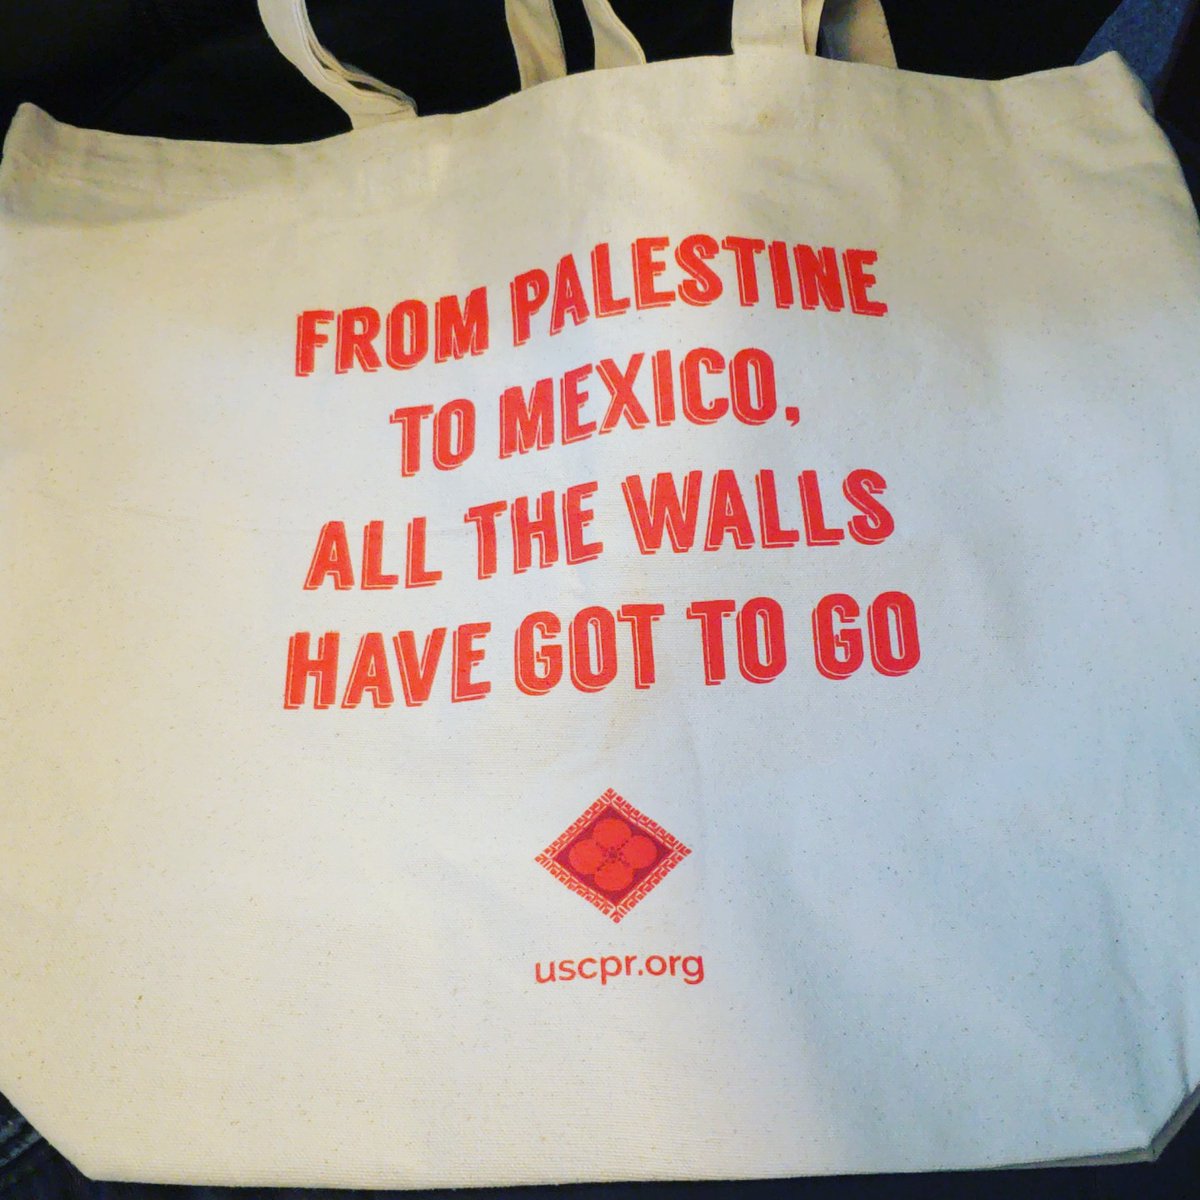 FROM PALESTINE
TO MEXICO,
ALL THE WALLS
HAVE GOT TO GO
uscpr.org